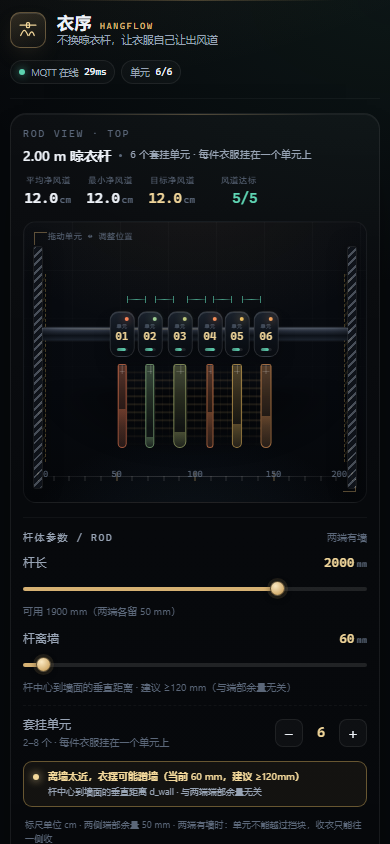 衣序 HANGFLOW
不换晾衣杆，让衣服自己让出风道
MQTT 在线 29ms 单元 6/6
ROD VIEW · TOP
2.00 m 晾衣杆 • 6 个套挂单元 · 每件衣服挂在一个单元上
平均净风道 最小净风道 目标净风道 风道达标
12.0cm 12.0cm 12.0cm 5/5
拖动单元 ↔ 调整位置
单元 单元 单元 单元 单元 单元
01 02 03 04 05 06
0 50 100 150 200
杆体参数 / ROD 两端有墙
杆长 2000mm
可用 1900 mm（两端各留 50 mm）
杆离墙 60mm
杆中心到墙面的垂直距离 · 建议 ≥120 mm（与端部余量无关）
套挂单元
2–8 个 · 每件衣服挂在一个单元上
− 6 +
离墙太近，衣摆可能蹭墙（当前 60 mm，建议 ≥120mm）
杆中心到墙面的垂直距离 d_wall · 与两端端部余量无关
标尺单位 cm · 两侧端部余量 50 mm · 两端有墙时：单元不能越过挡块、收衣只能往
一侧收